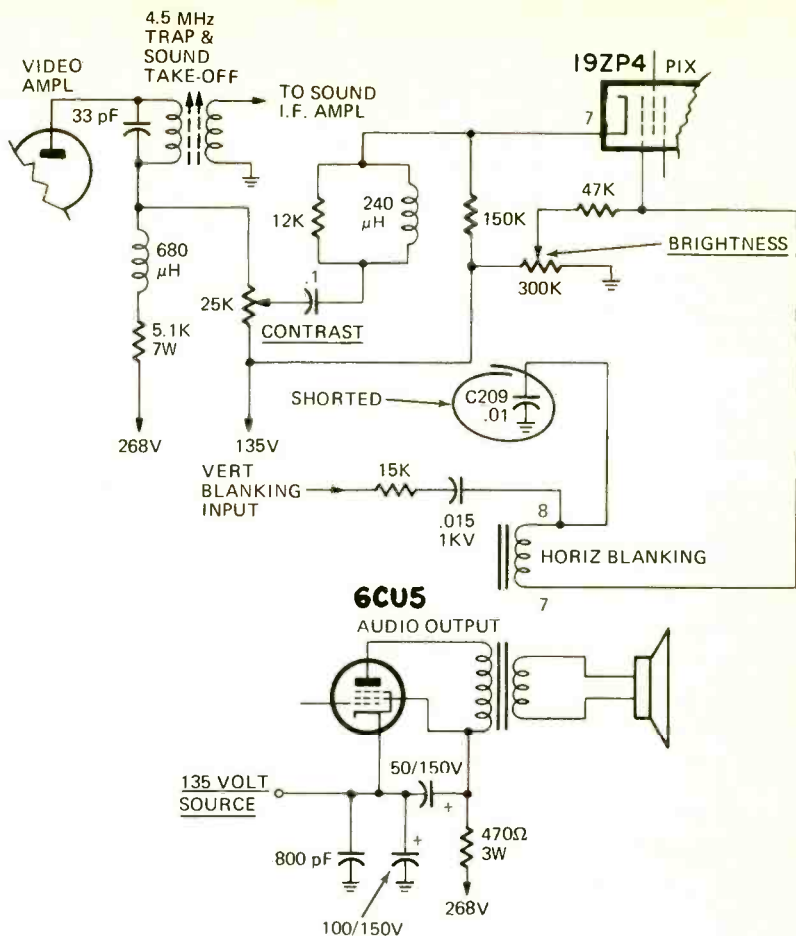 4.5 MHz
TRAP &
SOUND
TAKE-OFF
VIDEO
AMPL
33 pF
TO SOUND
I.F. AMPL
19ZP4
PIX
7
12K
240
µH
150K
47K
BRIGHTNESS
300K
680
µH
25K
.1
CONTRAST
5.1K
7W
SHORTED
C209
.01
268V
135V
VERT
BLANKING
INPUT
15K
.015
1KV
8
HORIZ BLANKING
7
6CU5
AUDIO OUTPUT
135 VOLT
SOURCE
50/150V
+
+
800 pF
470Ω
3W
100/150V
268V